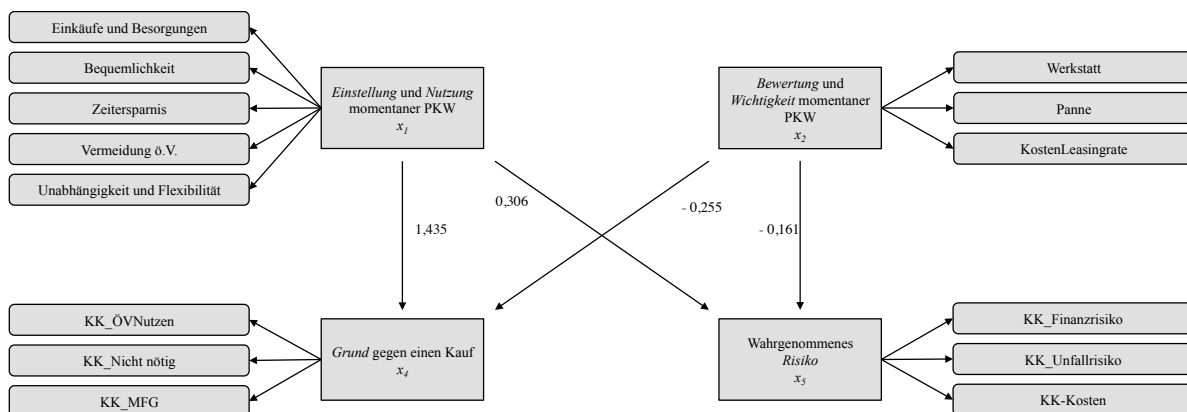 Einkäufe und Besorgungen
Bequemlichkeit
Zeitersparnis
Vermeidung ö.V.
Unabhängigkeit und Flexibilität
Einstellung und Nutzung
momentaner PKW
x1
Bewertung und
Wichtigkeit momentaner
PKW
x2
Werkstatt
Panne
KostenLeasingrate
0,306
1,435
- 0,255
- 0,161
KK_ÖVNutzen
KK_Nicht nötig
KK_MFG
Grund gegen einen Kauf
x4
Wahrgenommenes
Risiko
x5
KK_Finanzrisiko
KK_Unfallrisiko
KK-Kosten